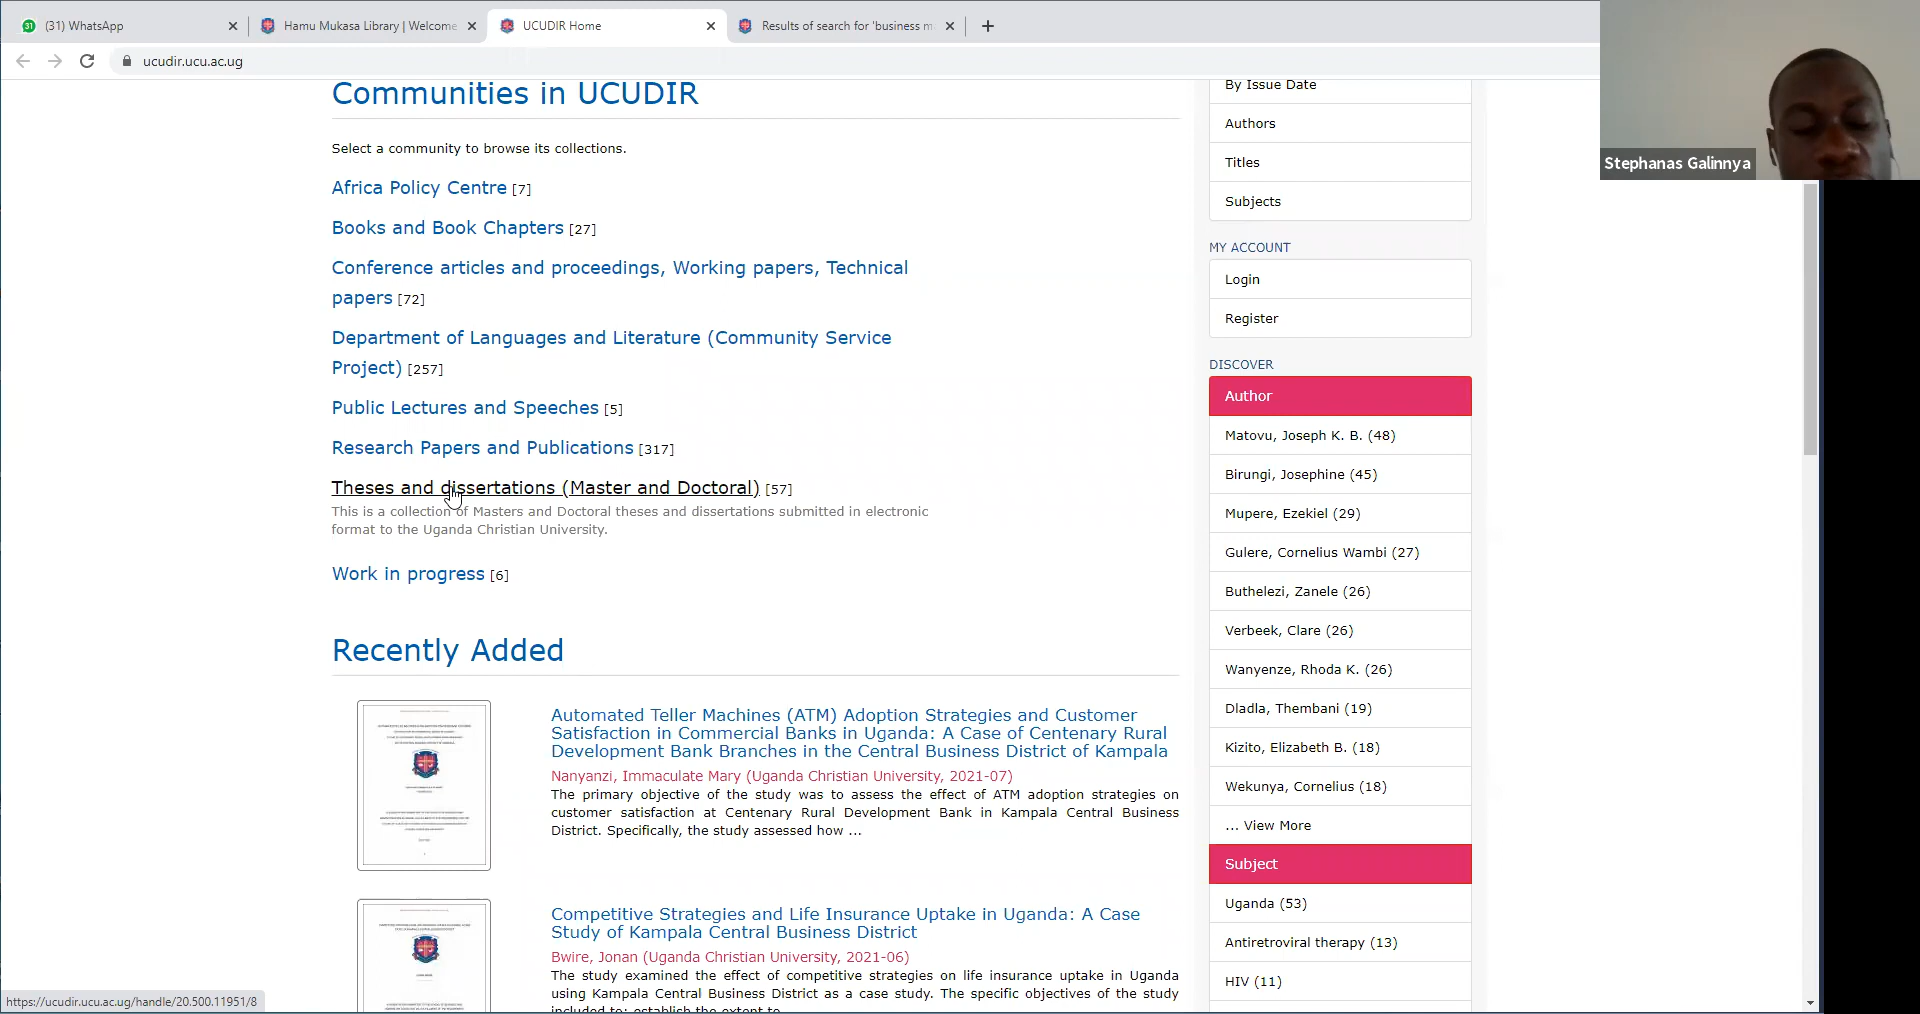 (31) WhatsApp
Hamu Mukasa Library | Welcome
UCUDIR Home
Results of search for 'business m
ucudir.ucu.ac.ug
Stephanas Galinnya
Communities in UCUDIR
Select a community to browse its collections.
Africa Policy Centre [7]
Books and Book Chapters [27]
Conference articles and proceedings, Working papers, Technical
papers [72]
Department of Languages and Literature (Community Service
Project) [257]
Public Lectures and Speeches [5]
Research Papers and Publications [317]
Theses and dissertations (Master and Doctoral) [57]
This is a collection of Masters and Doctoral theses and dissertations submitted in electronic
format to the Uganda Christian University.
Work in progress [6]
Recently Added
Automated Teller Machines (ATM) Adoption Strategies and Customer
Satisfaction in Commercial Banks in Uganda: A Case of Centenary Rural
Development Bank Branches in the Central Business District of Kampala
Nanyanzi, Immaculate Mary (Uganda Christian University, 2021-07)
The primary objective of the study was to assess the effect of ATM adoption strategies on
customer satisfaction at Centenary Rural Development Bank in Kampala Central Business
District. Specifically, the study assessed how ...
Competitive Strategies and Life Insurance Uptake in Uganda: A Case
Study of Kampala Central Business District
Bwire, Jonan (Uganda Christian University, 2021-06)
The study examined the effect of competitive strategies on life insurance uptake in Uganda
using Kampala Central Business District as a case study. The specific objectives of the study
included to: establish the extent to
By Issue Date
Authors
Titles
Subjects
MY ACCOUNT
Login
Register
DISCOVER
Author
Matovu, Joseph K. B. (48)
Birungi, Josephine (45)
Mupere, Ezekiel (29)
Gulere, Cornelius Wambi (27)
Buthelezi, Zanele (26)
Verbeek, Clare (26)
Wanyenze, Rhoda K. (26)
Dladla, Thembani (19)
Kizito, Elizabeth B. (18)
Wekunya, Cornelius (18)
... View More
Subject
Uganda (53)
Antiretroviral therapy (13)
HIV (11)
https://ucudir.ucu.ac.ug/handle/20.500.11951/8